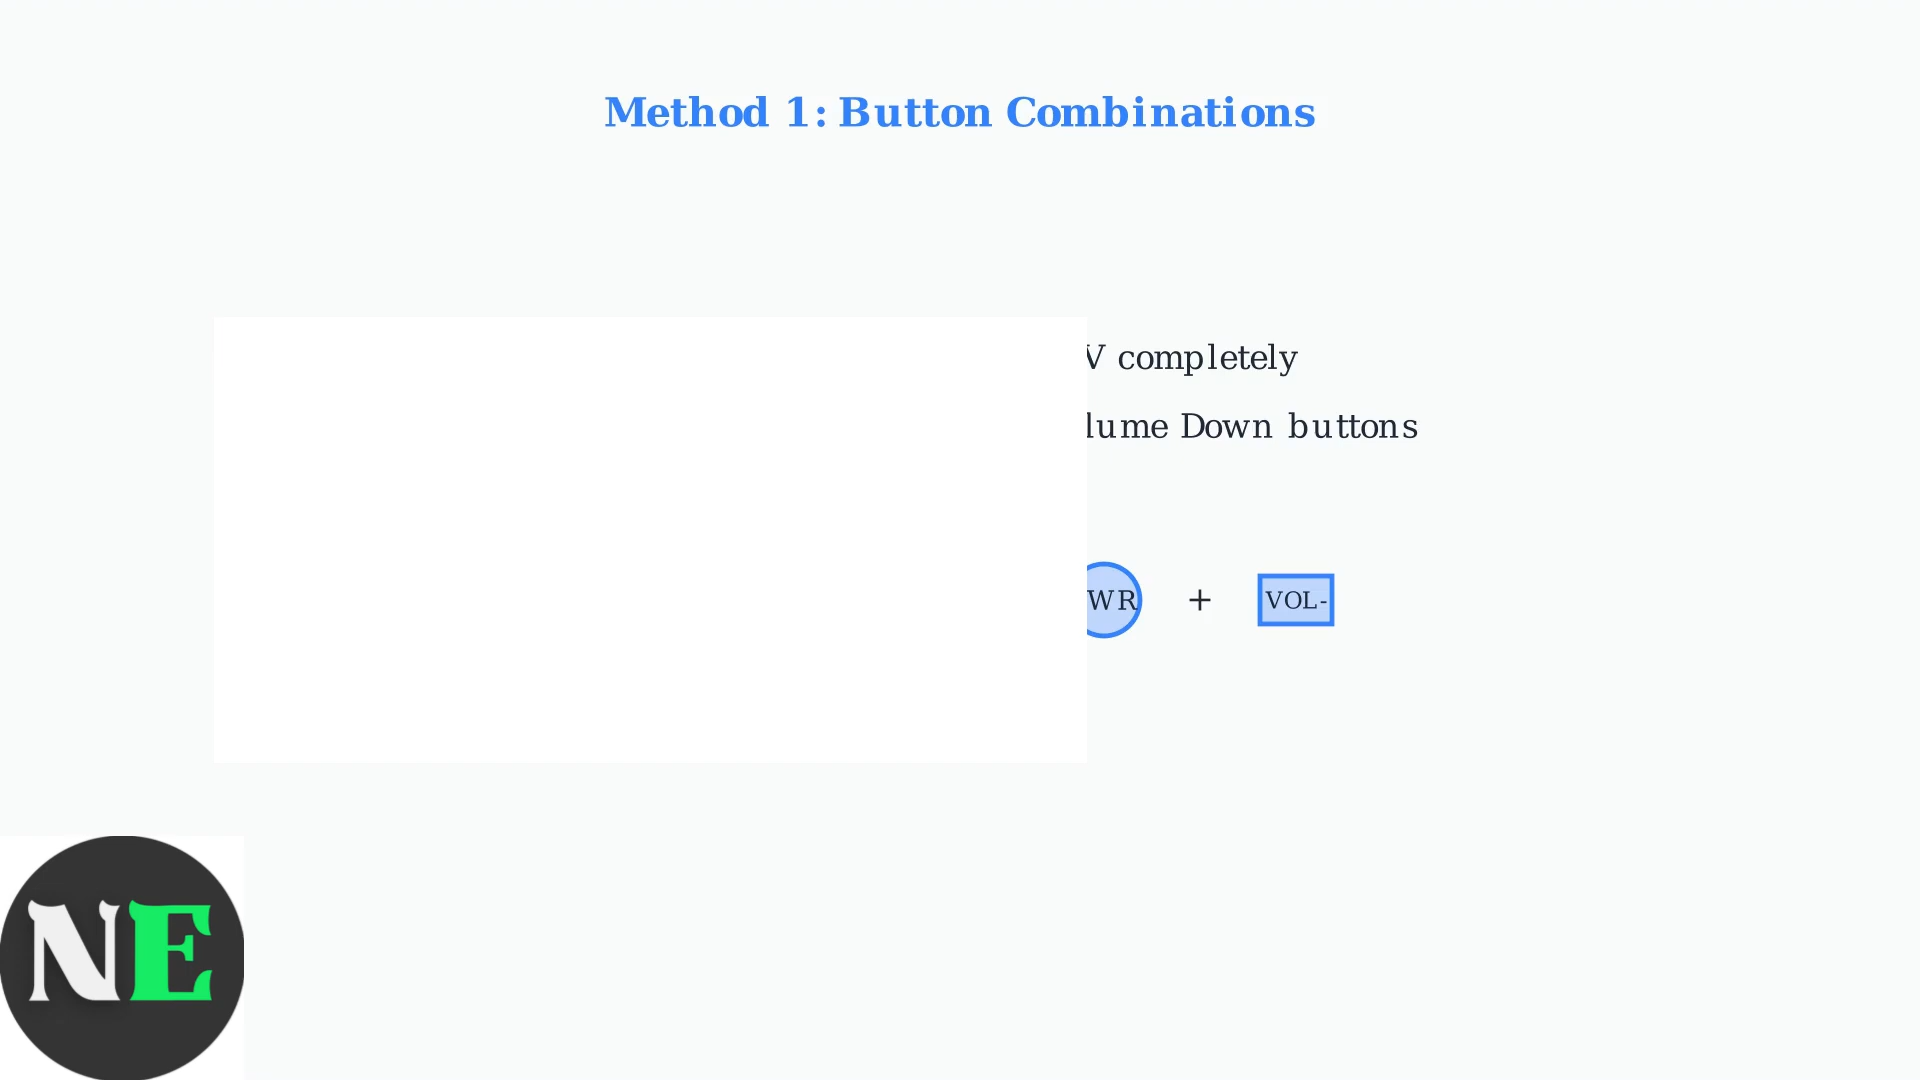 Method 1: Button Combinations
V completely
lume Down buttons
WR + VOL-
NE